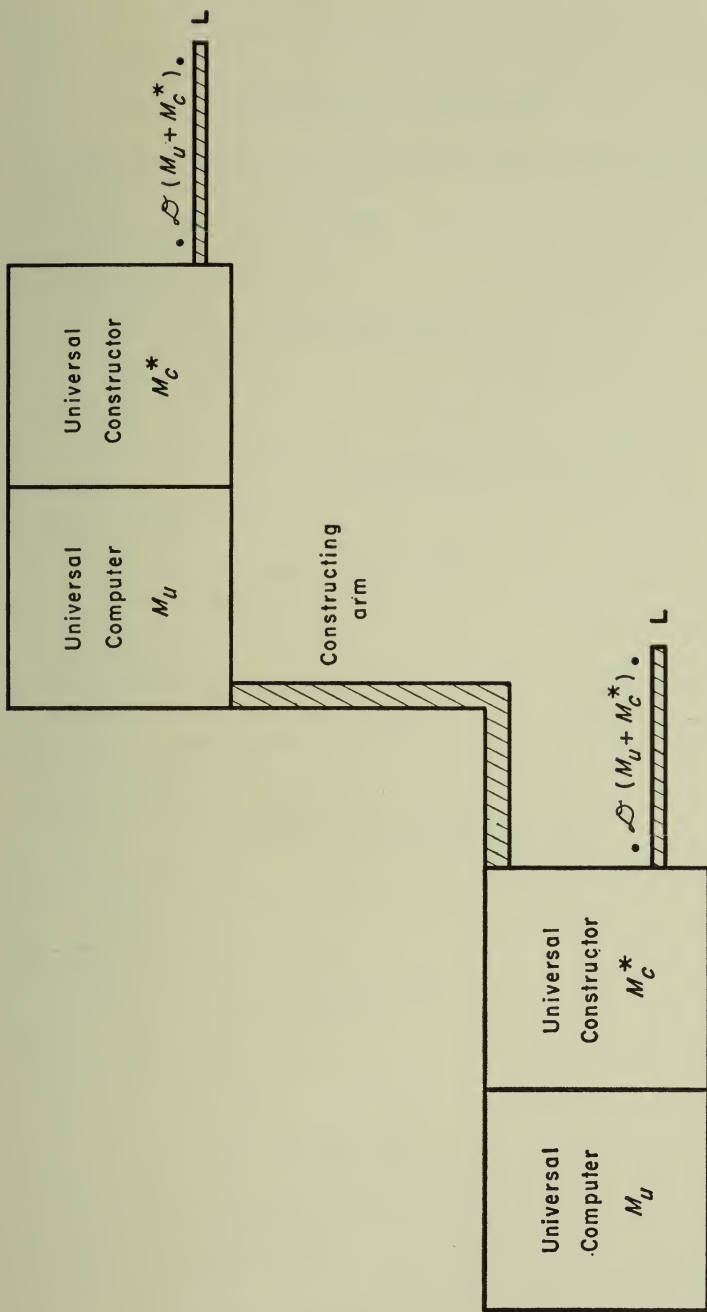 Universal
Computer
M_u
Universal
Constructor
M_c*
. 𝒟 (M_u + M_c*) .
L
Constructing
arm
Universal
Computer
M_u
Universal
Constructor
M_c*
. 𝒟 (M_u + M_c*) .
L